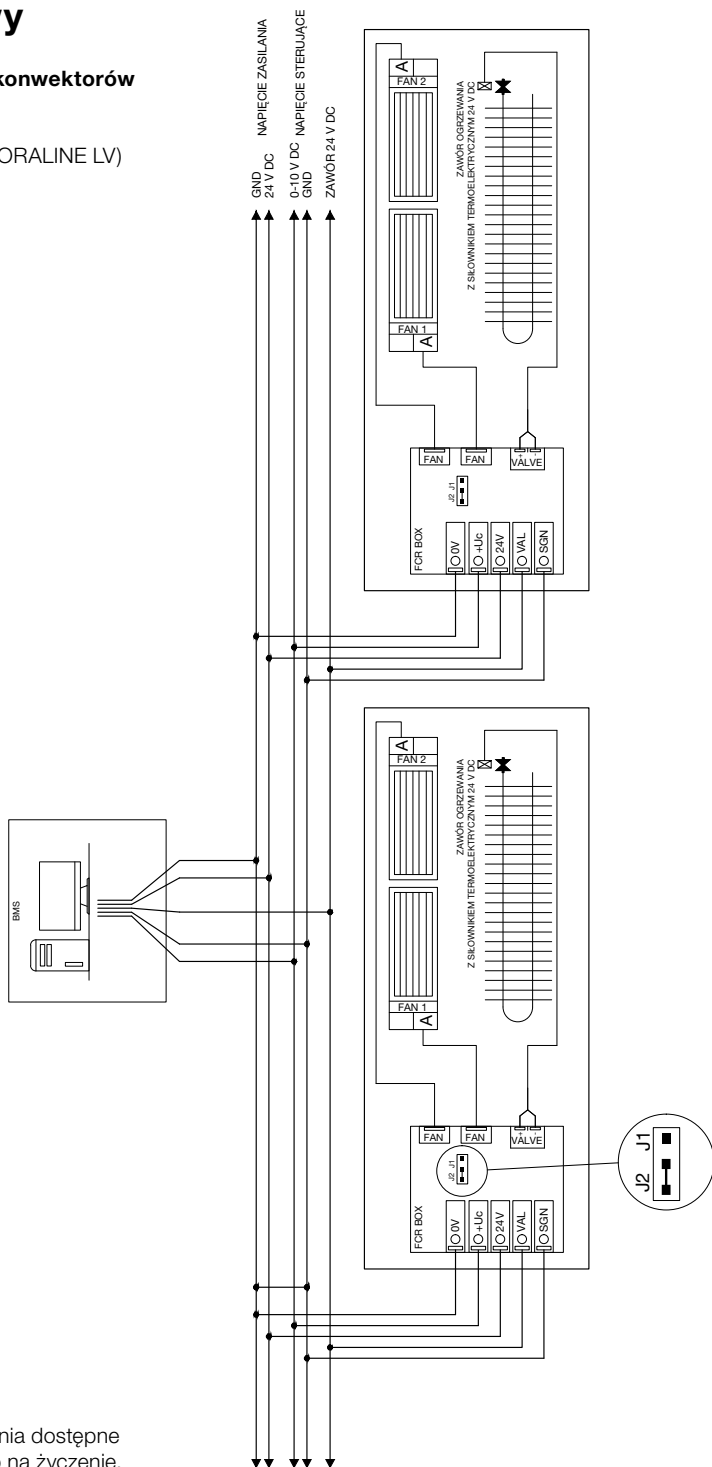 y
konwektorów
ORALINE LV)
GND
24 V DC NAPIĘCIE ZASILANIA
0-10 V DC NAPIĘCIE STERUJĄCE
GND
ZAWÓR 24 V DC
A
FAN 2
ZAWÓR OGRZEWANIA
Z SIŁOWNIKIEM TERMOELEKTRYCZNYM 24 V DC
FAN 1
A
FAN
FAN
+ -
VALVE
J2 J1
FCR BOX
0V
+Uc
24V
VAL
SGN
BMS
A
FAN 2
ZAWÓR OGRZEWANIA
Z SIŁOWNIKIEM TERMOELEKTRYCZNYM 24 V DC
FAN 1
A
FAN
FAN
+ -
VALVE
J2 J1
J2 J1
FCR BOX
0V
+Uc
24V
VAL
SGN
nia dostępne
na życzenie.